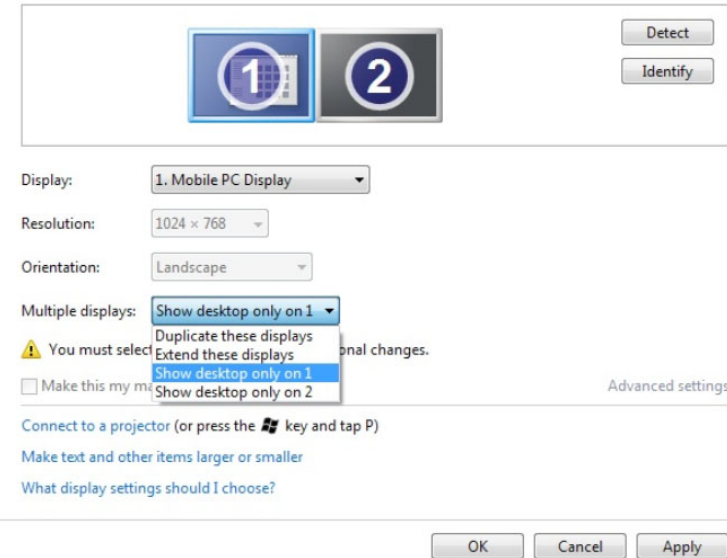 1 2
Detect
Identify
Display: 1. Mobile PC Display
Resolution: 1024 × 768
Orientation: Landscape
Multiple displays: Show desktop only on 1
Duplicate these displays
Extend these displays
Show desktop only on 1
Show desktop only on 2
You must select onal changes.
Make this my ma
Advanced settings
Connect to a projector (or press the key and tap P)
Make text and other items larger or smaller
What display settings should I choose?
OK Cancel Apply